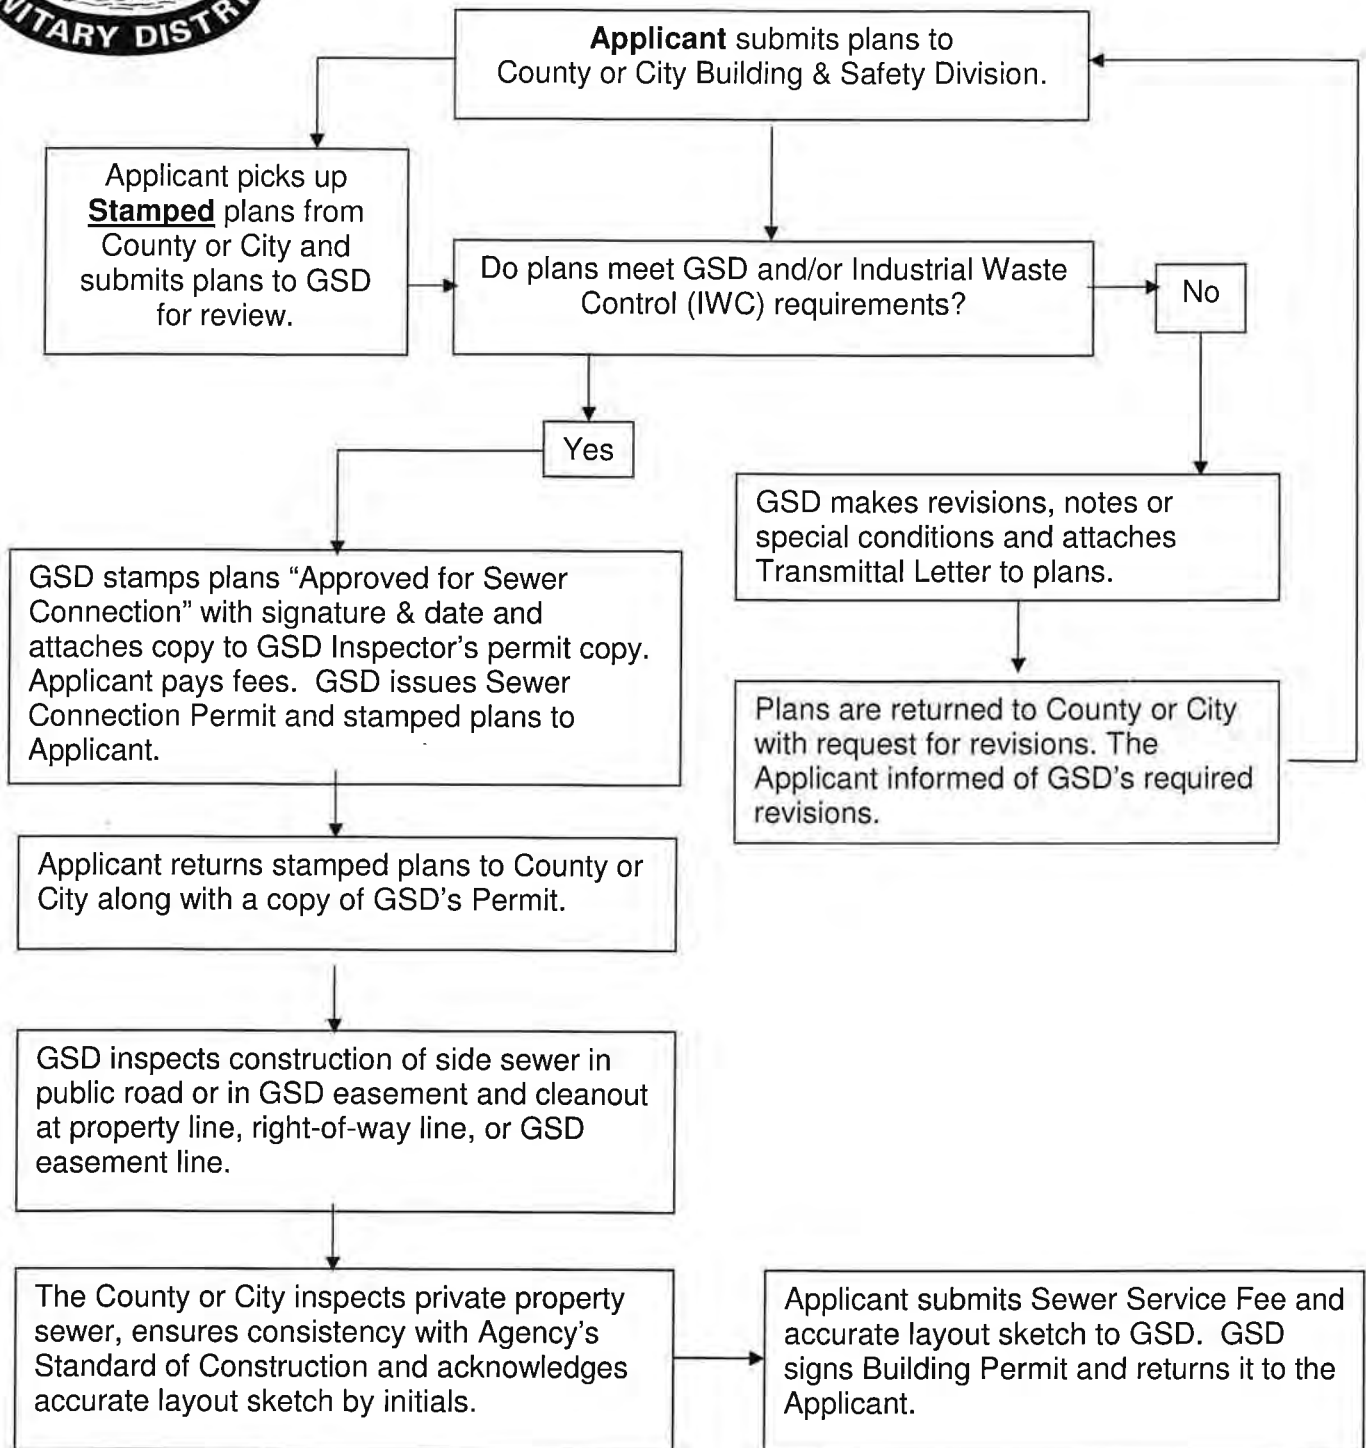 NITARY DISTRI
Applicant submits plans to
County or City Building & Safety Division.
Applicant picks up
Stamped plans from
County or City and
submits plans to GSD
for review.
Do plans meet GSD and/or Industrial Waste
Control (IWC) requirements?
No
Yes
GSD makes revisions, notes or
special conditions and attaches
Transmittal Letter to plans.
GSD stamps plans “Approved for Sewer
Connection” with signature & date and
attaches copy to GSD Inspector’s permit copy.
Applicant pays fees. GSD issues Sewer
Connection Permit and stamped plans to
Applicant.
Plans are returned to County or City
with request for revisions. The
Applicant informed of GSD’s required
revisions.
Applicant returns stamped plans to County or
City along with a copy of GSD’s Permit.
GSD inspects construction of side sewer in
public road or in GSD easement and cleanout
at property line, right-of-way line, or GSD
easement line.
The County or City inspects private property
sewer, ensures consistency with Agency’s
Standard of Construction and acknowledges
accurate layout sketch by initials.
Applicant submits Sewer Service Fee and
accurate layout sketch to GSD. GSD
signs Building Permit and returns it to the
Applicant.